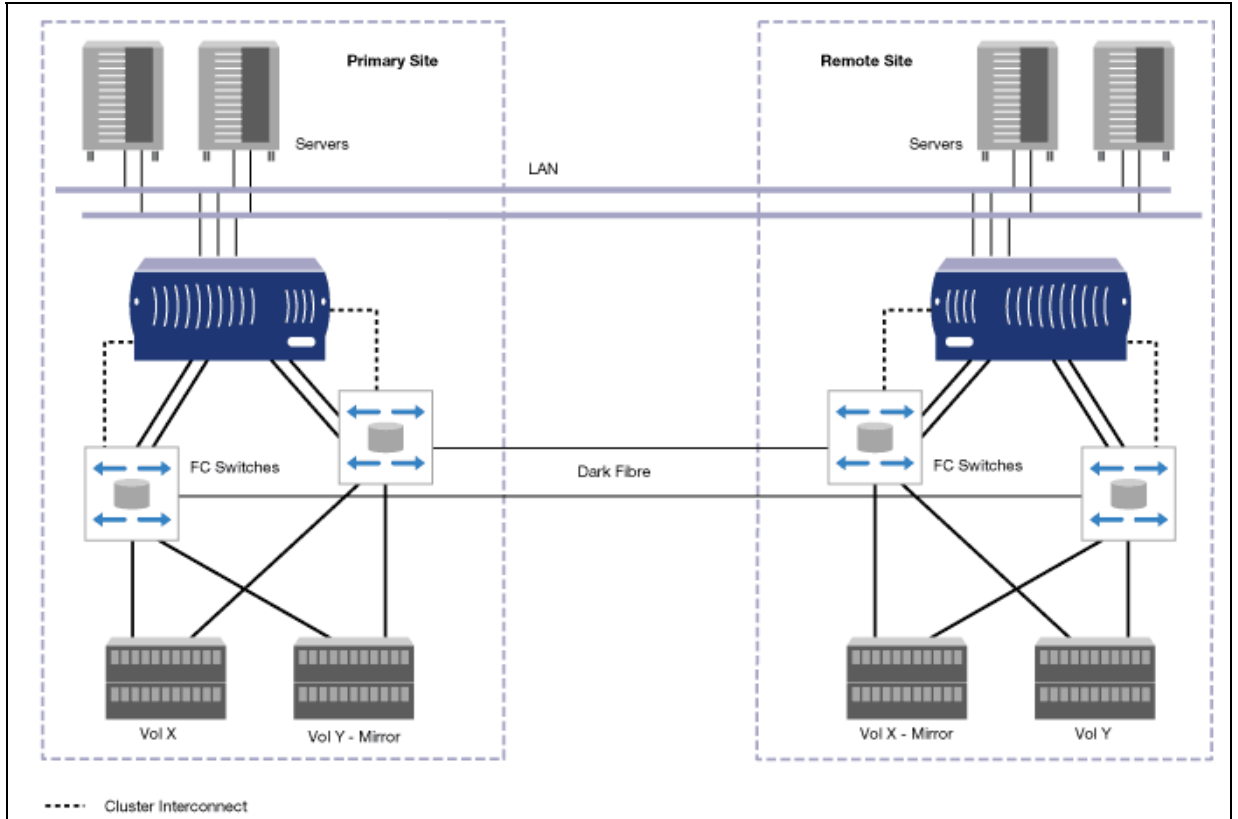 Primary Site
Remote Site
Servers
Servers
LAN
FC Switches
Dark Fibre
FC Switches
Vol X
Vol Y - Mirror
Vol X - Mirror
Vol Y
Cluster Interconnect